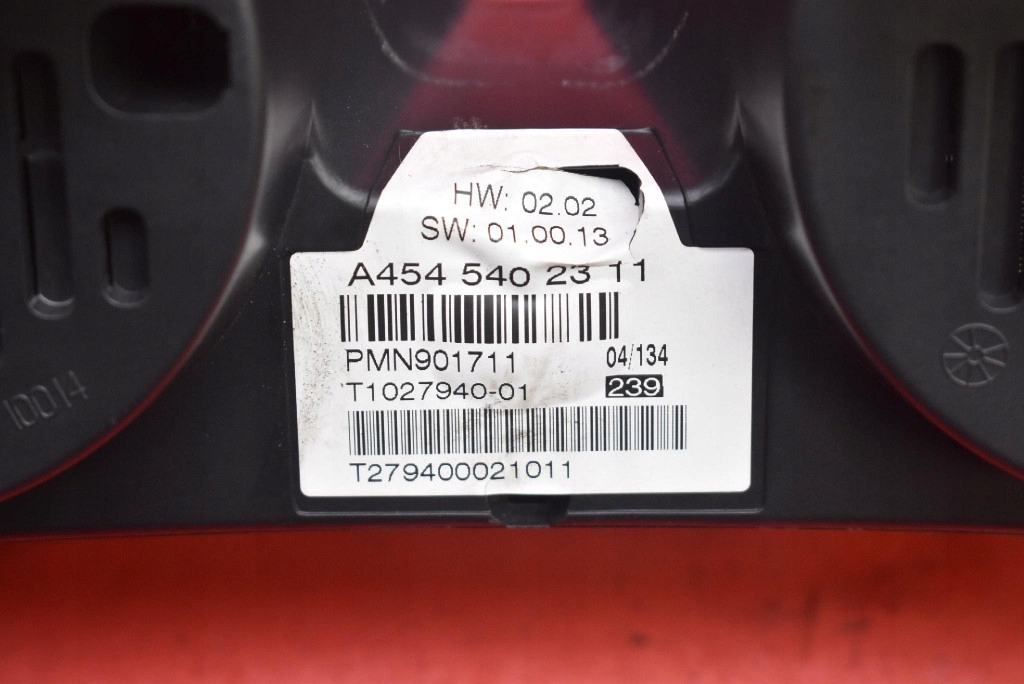 HW: 02.02
SW: 01.00.13
A454 540 23 11
PMN901711 04/134
T1027940-01 239
T279400021011
10014